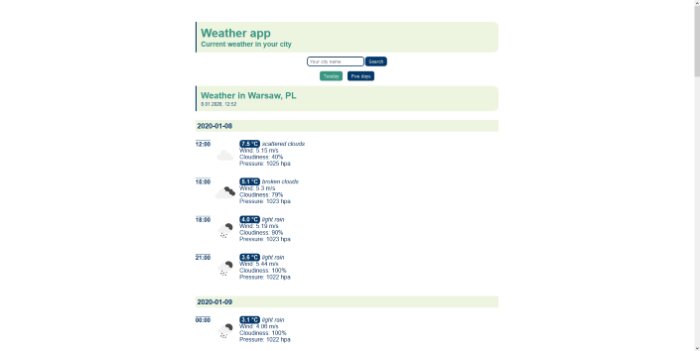 Weather app
Current weather in your city
Your city name
Search
Today
Five days
Weather in Warsaw, PL
8.01.2020, 12:52
2020-01-08
12:00
7.5 °C scattered clouds
Wind: 5.15 m/s
Cloudiness: 40%
Pressure: 1025 hpa
15:00
5.1 °C broken clouds
Wind: 5.3 m/s
Cloudiness: 79%
Pressure: 1023 hpa
18:00
4.0 °C light rain
Wind: 5.19 m/s
Cloudiness: 90%
Pressure: 1023 hpa
21:00
3.6 °C light rain
Wind: 5.44 m/s
Cloudiness: 100%
Pressure: 1022 hpa
2020-01-09
00:00
3.1 °C light rain
Wind: 4.06 m/s
Cloudiness: 100%
Pressure: 1022 hpa